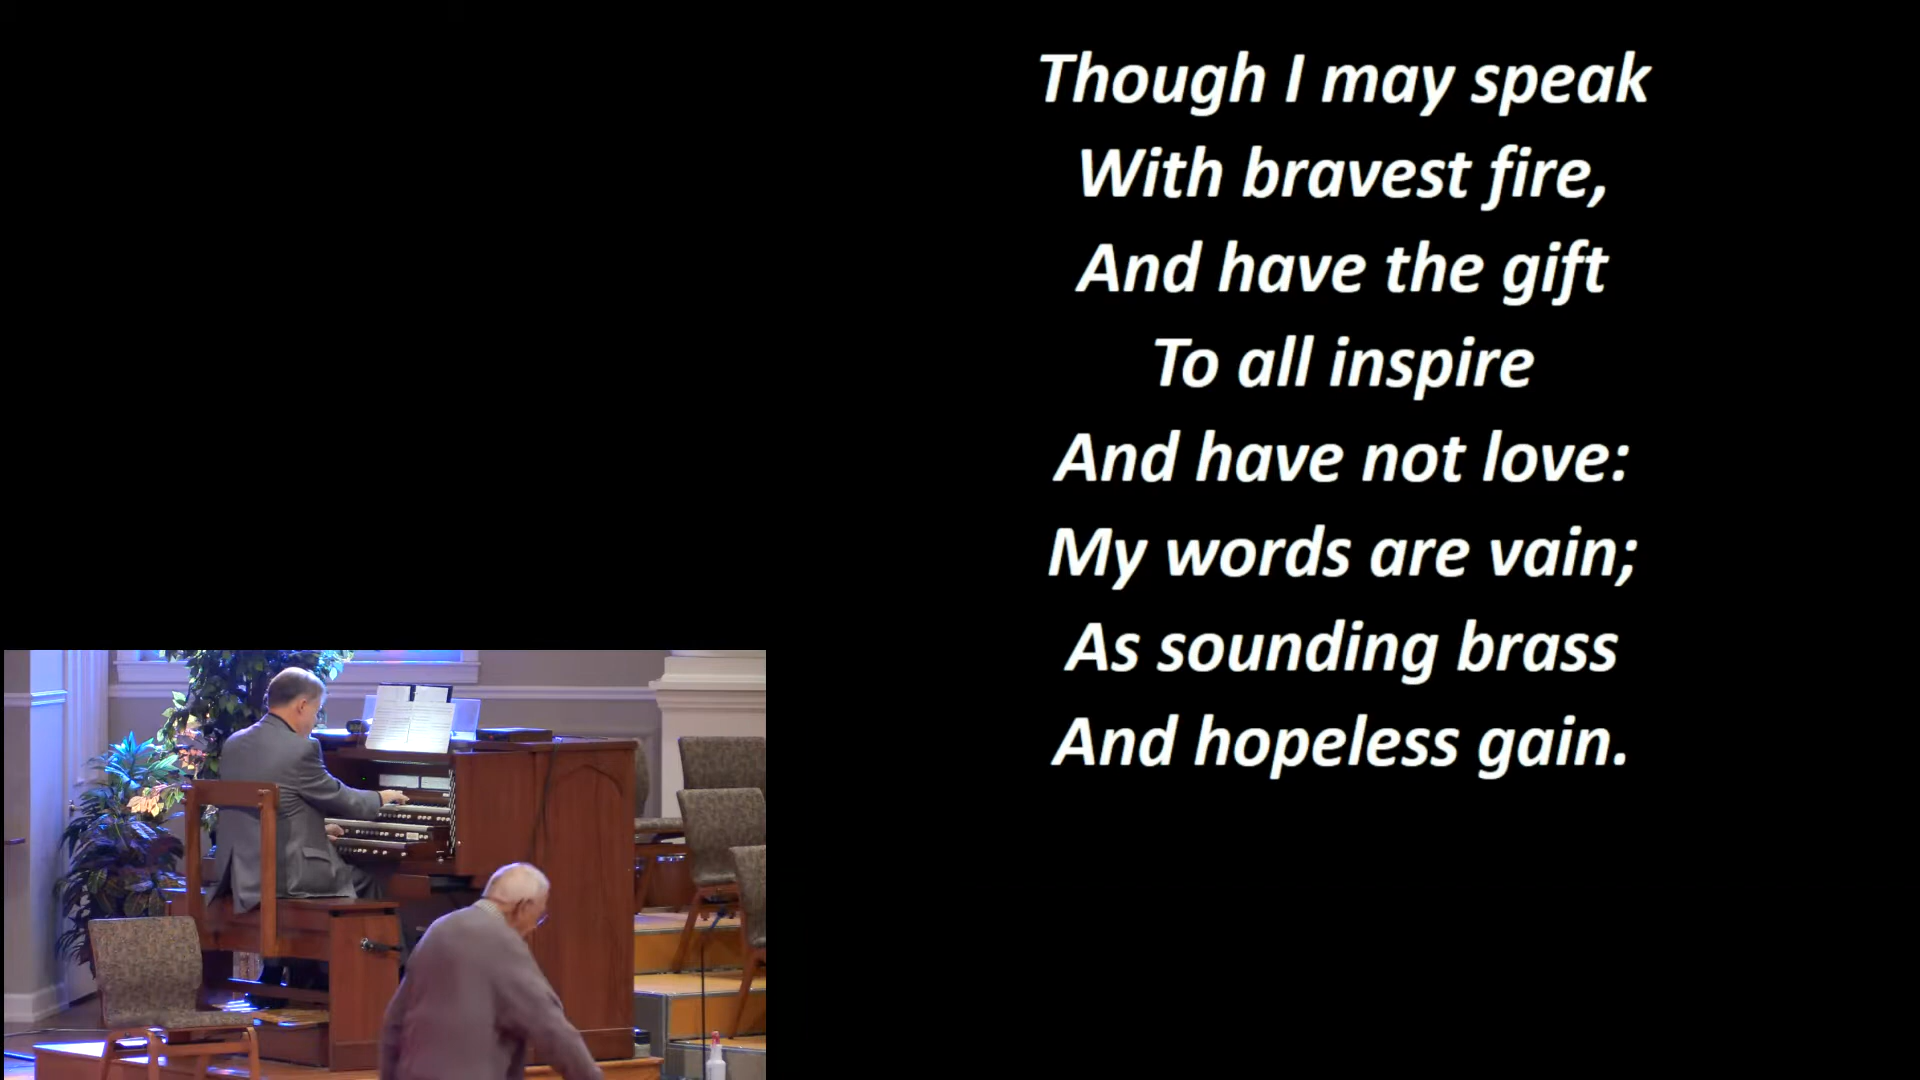 Though I may speak
With bravest fire,
And have the gift
To all inspire
And have not love:
My words are vain;
As sounding brass
And hopeless gain.